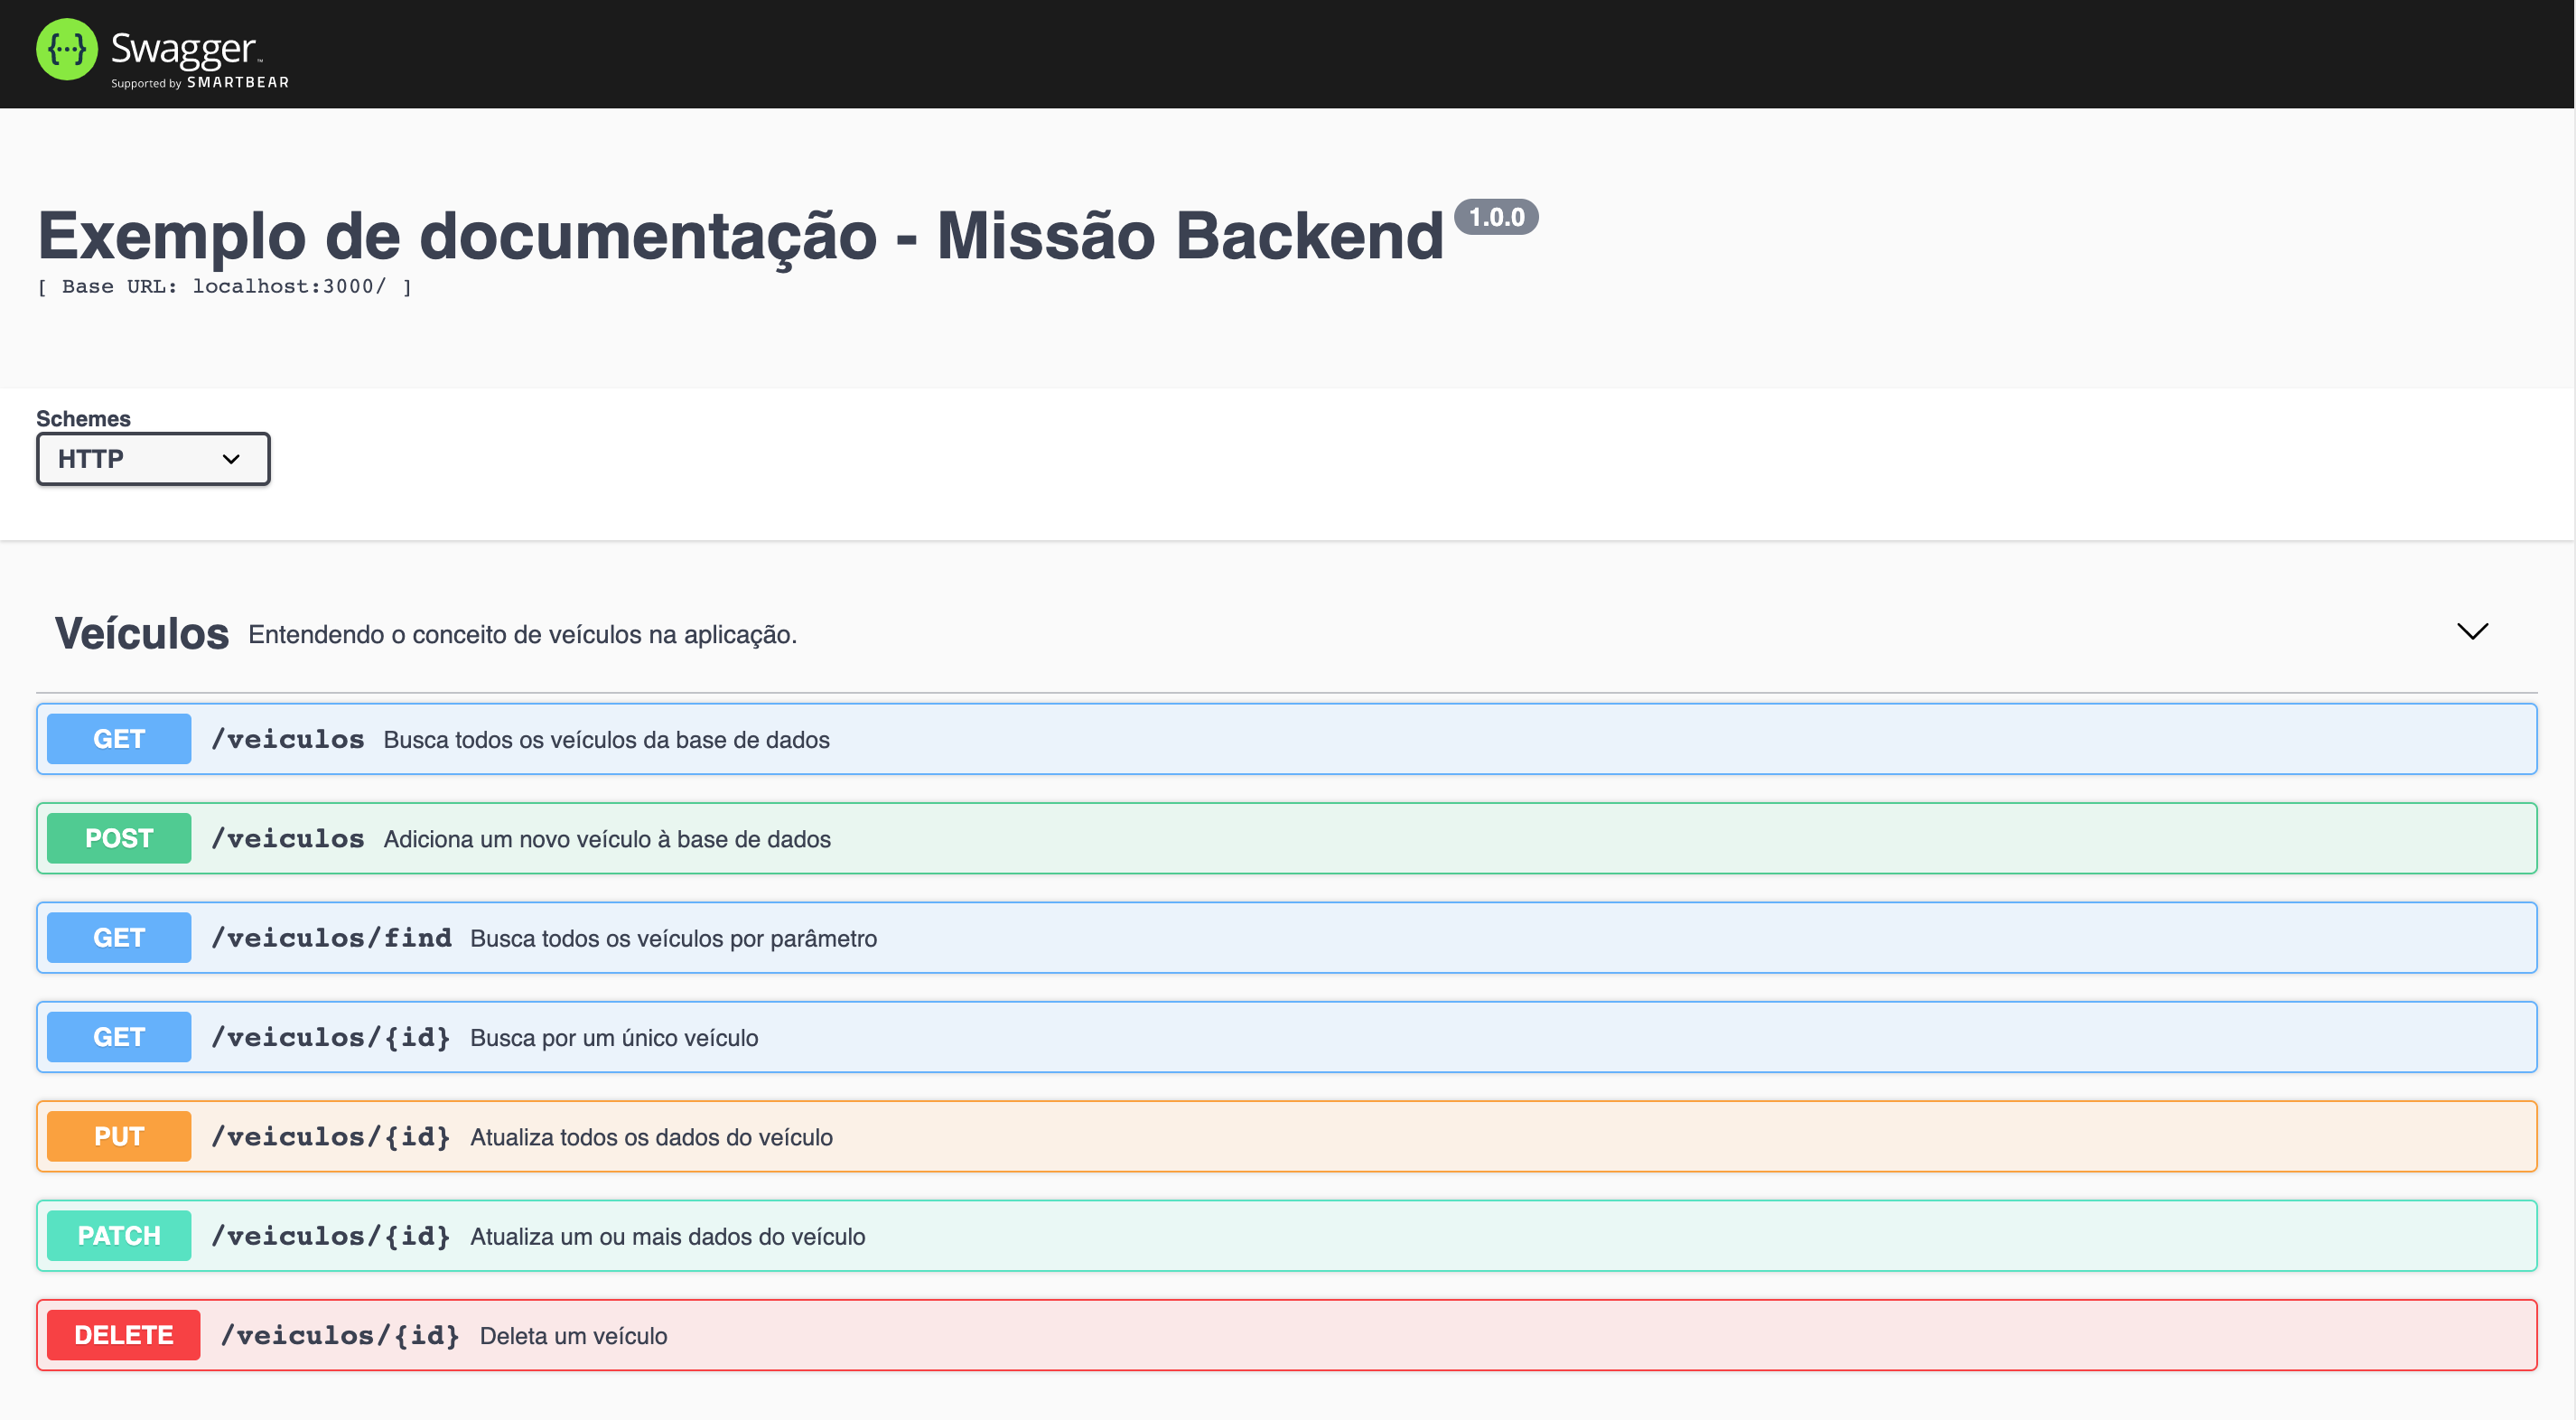 {···} Swagger™
Supported by SMARTBEAR
Exemplo de documentação - Missão Backend 1.0.0
[ Base URL: localhost:3000/ ]
Schemes
HTTP
Veículos Entendendo o conceito de veículos na aplicação.
GET /veiculos Busca todos os veículos da base de dados
POST /veiculos Adiciona um novo veículo à base de dados
GET /veiculos/find Busca todos os veículos por parâmetro
GET /veiculos/{id} Busca por um único veículo
PUT /veiculos/{id} Atualiza todos os dados do veículo
PATCH /veiculos/{id} Atualiza um ou mais dados do veículo
DELETE /veiculos/{id} Deleta um veículo